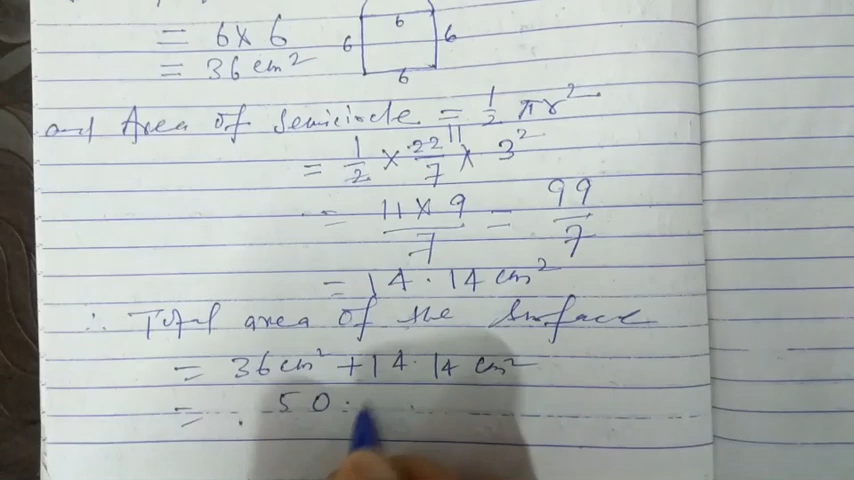 = 6 x 6
6
6
6
= 36 cm²
6
and Area of Semicircle = 1/2 πr²
= 1/2 x 22/7 x 3²
11
= 11 x 9/7 = 99/7
= 14.14 cm²
∴ Total area of the Surface
= 36 cm² + 14.14 cm²
= 50.